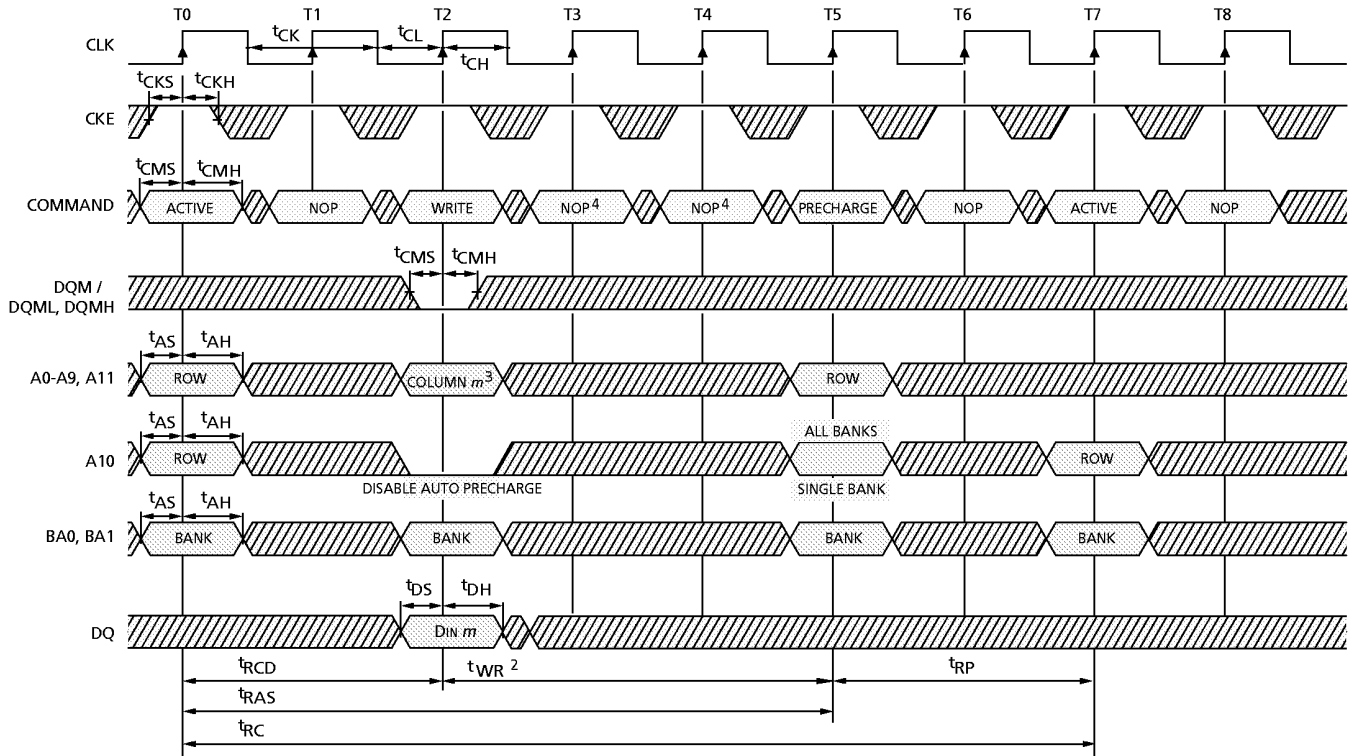 T0 T1 T2 T3 T4 T5 T6 T7 T8
CLK tCK tCL tCH
tCKS tCKH
CKE
tCMS tCMH
COMMAND ACTIVE NOP WRITE NOP4 NOP4 PRECHARGE NOP ACTIVE NOP
tCMS tCMH
DQM /
DQML, DQMH
tAS tAH
A0-A9, A11 ROW COLUMN m3 ROW
tAS tAH ALL BANKS
A10 ROW ROW
DISABLE AUTO PRECHARGE SINGLE BANK
tAS tAH
BA0, BA1 BANK BANK BANK BANK
tDS tDH
DQ DIN m
tRCD tWR 2 tRP
tRAS
tRC